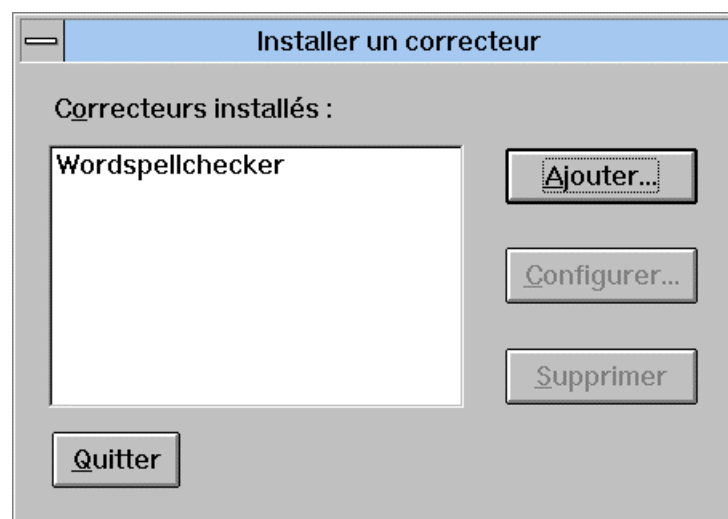 Installer un correcteur
Correcteurs installés :
Wordspellchecker
Ajouter...
Configurer...
Supprimer
Quitter